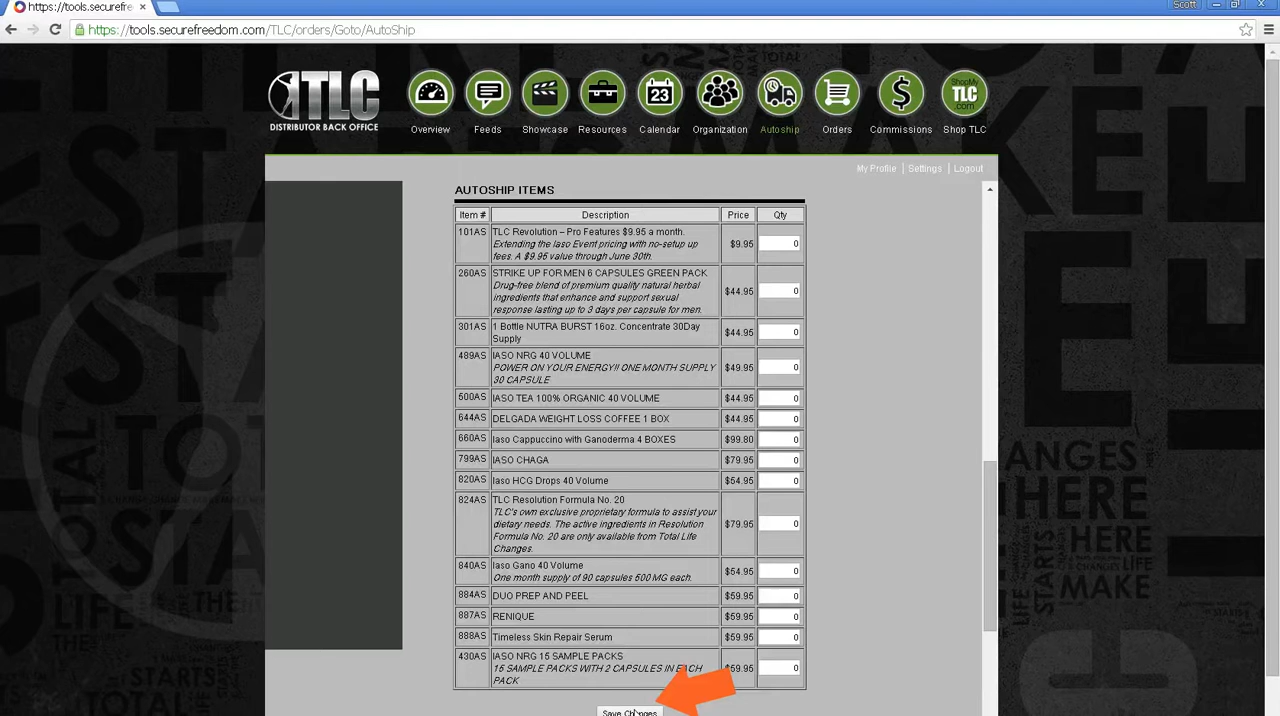 https://tools.securefre
Scott
https://tools.securefreedom.com/TLC/orders/Goto/AutoShip
TLC
DISTRIBUTOR BACK OFFICE
23
$
ShopMy
TLC
.com
Overview Feeds Showcase Resources Calendar Organization Autoship Orders Commissions Shop TLC
My Profile | Settings | Logout
AUTOSHIP ITEMS
Item # Description Price Qty
101AS TLC Revolution – Pro Features $9.95 a month. $9.95 0
Extending the Iaso Event pricing with no-setup up
fees. A $9.95 value through June 30th.
260AS STRIKE UP FOR MEN 6 CAPSULES GREEN PACK $44.95 0
Drug-free blend of premium quality natural herbal
ingredients that enhance and support sexual
response lasting up to 3 days per capsule for men.
301AS 1 Bottle NUTRA BURST 16oz. Concentrate 30Day $44.95 0
Supply
489AS IASO NRG 40 VOLUME $49.95 0
POWER ON YOUR ENERGY!! ONE MONTH SUPPLY
30 CAPSULE
500AS IASO TEA 100% ORGANIC 40 VOLUME $44.95 0
644AS DELGADA WEIGHT LOSS COFFEE 1 BOX $44.95 0
660AS Iaso Cappuccino with Ganoderma 4 BOXES $99.80 0
799AS IASO CHAGA $79.95 0
820AS Iaso HCG Drops 40 Volume $54.95 0
824AS TLC Resolution Formula No. 20 $79.95 0
TLC's own exclusive proprietary formula to assist your
dietary needs. The active ingredients in Resolution
Formula No. 20 are only available from Total Life
Changes.
840AS Iaso Gano 40 Volume $54.95 0
One month supply of 90 capsules 500 MG each.
884AS DUO PREP AND PEEL $59.95 0
887AS RENIQUE $59.95 0
888AS Timeless Skin Repair Serum $59.95 0
430AS IASO NRG 15 SAMPLE PACKS $59.95 0
15 SAMPLE PACKS WITH 2 CAPSULES IN EACH
PACK
Save Changes
CHANGES
HERE
STARTS
LIFE
MAKE
TOTAL